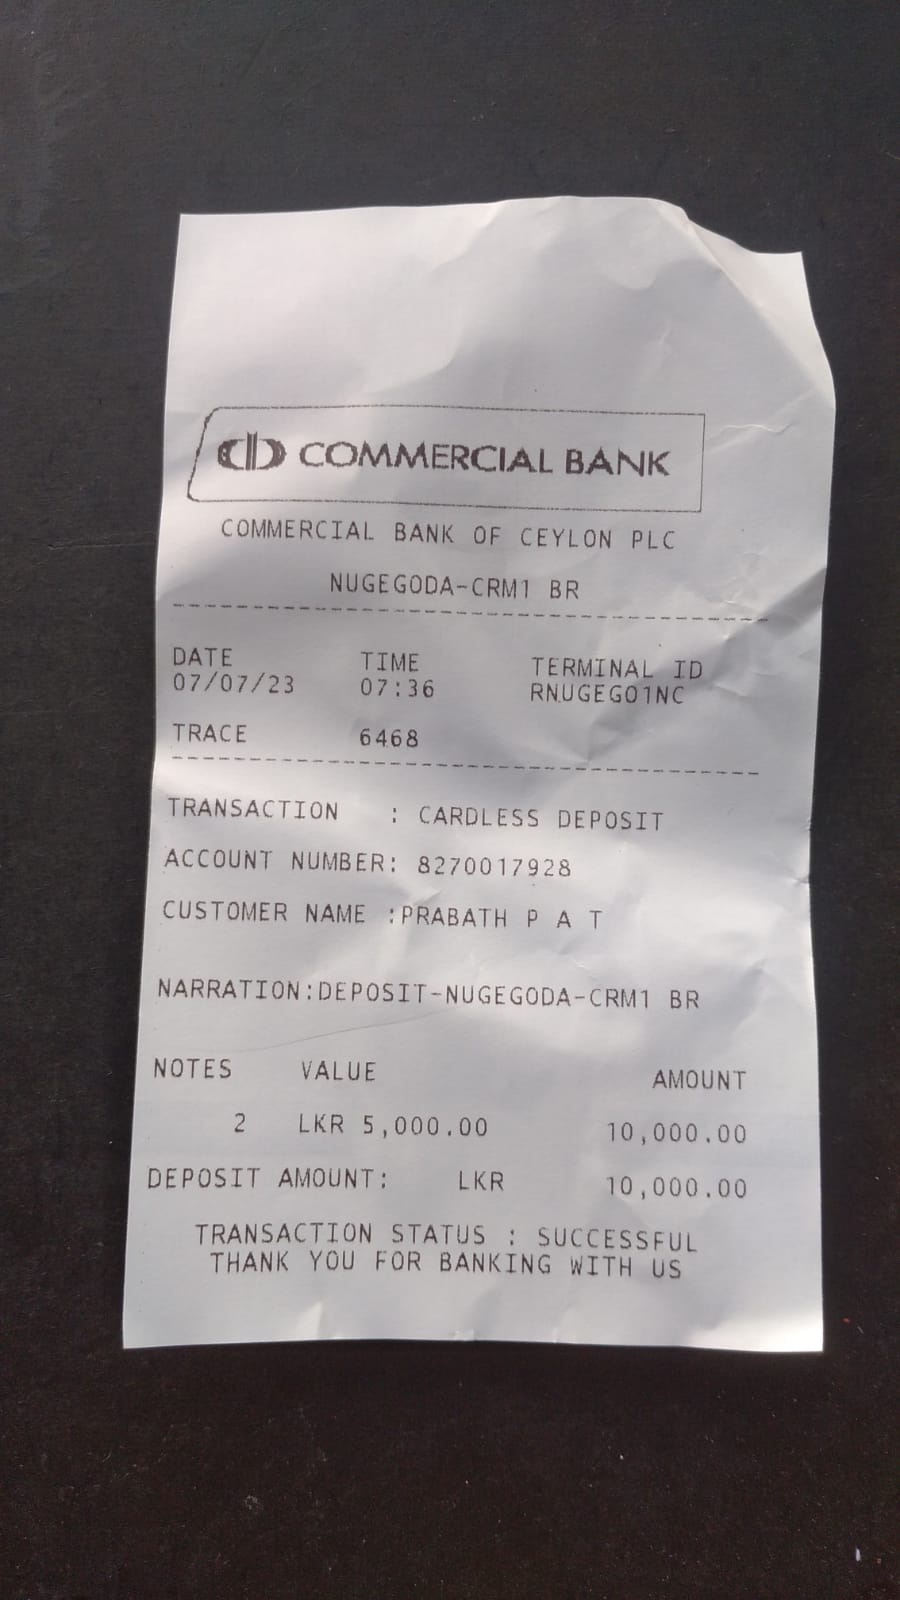 COMMERCIAL BANK
COMMERCIAL BANK OF CEYLON PLC
NUGEGODA-CRM1 BR
DATE TIME TERMINAL ID
07/07/23 07:36 RNUGEGO1NC
TRACE 6468
TRANSACTION : CARDLESS DEPOSIT
ACCOUNT NUMBER: 8270017928
CUSTOMER NAME :PRABATH P A T
NARRATION:DEPOSIT-NUGEGODA-CRM1 BR
NOTES VALUE AMOUNT
2 LKR 5,000.00 10,000.00
DEPOSIT AMOUNT: LKR 10,000.00
TRANSACTION STATUS : SUCCESSFUL
THANK YOU FOR BANKING WITH US